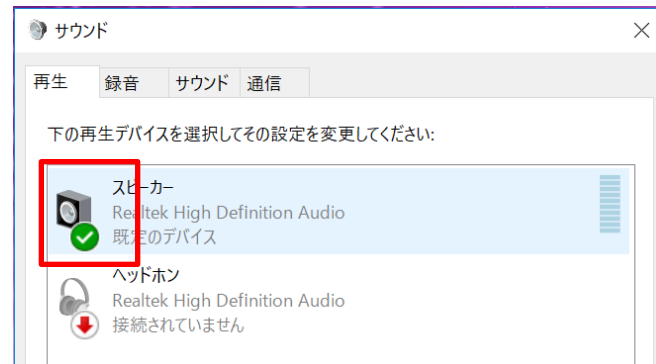 サウンド
再生 録音 サウンド 通信
下の再生デバイスを選択してその設定を変更してください:
スピーカー
Realtek High Definition Audio
既定のデバイス
ヘッドホン
Realtek High Definition Audio
接続されていません